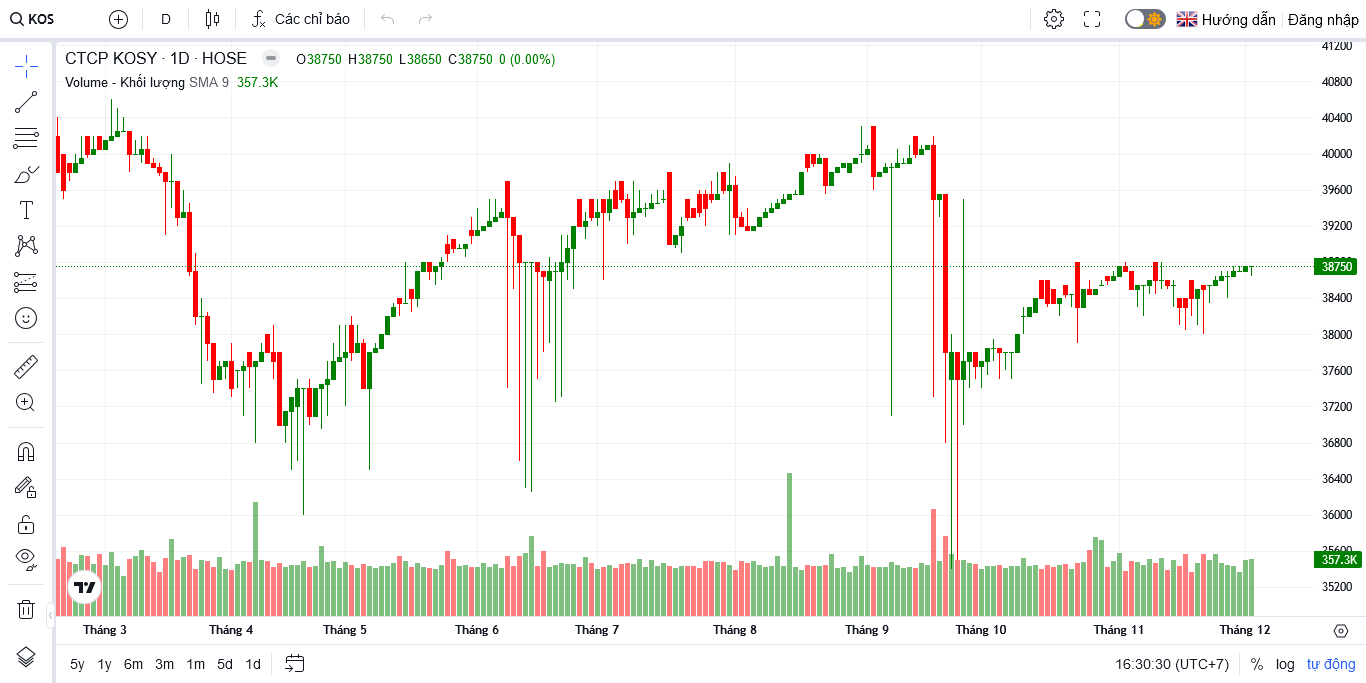 KOS D Các chỉ báo Hướng dẫn Đăng nhập
CTCP KOSY · 1D · HOSE O38750 H38750 L38650 C38750 0 (0.00%)
Volume - Khối lượng SMA 9 357.3K
41200
40800
40400
40000
39600
39200
38750
38400
38000
37600
37200
36800
36400
36000
35600
357.3K
35200
Tháng 3 Tháng 4 Tháng 5 Tháng 6 Tháng 7 Tháng 8 Tháng 9 Tháng 10 Tháng 11 Tháng 12
5y 1y 6m 3m 1m 5d 1d 16:30:30 (UTC+7) % log tự động